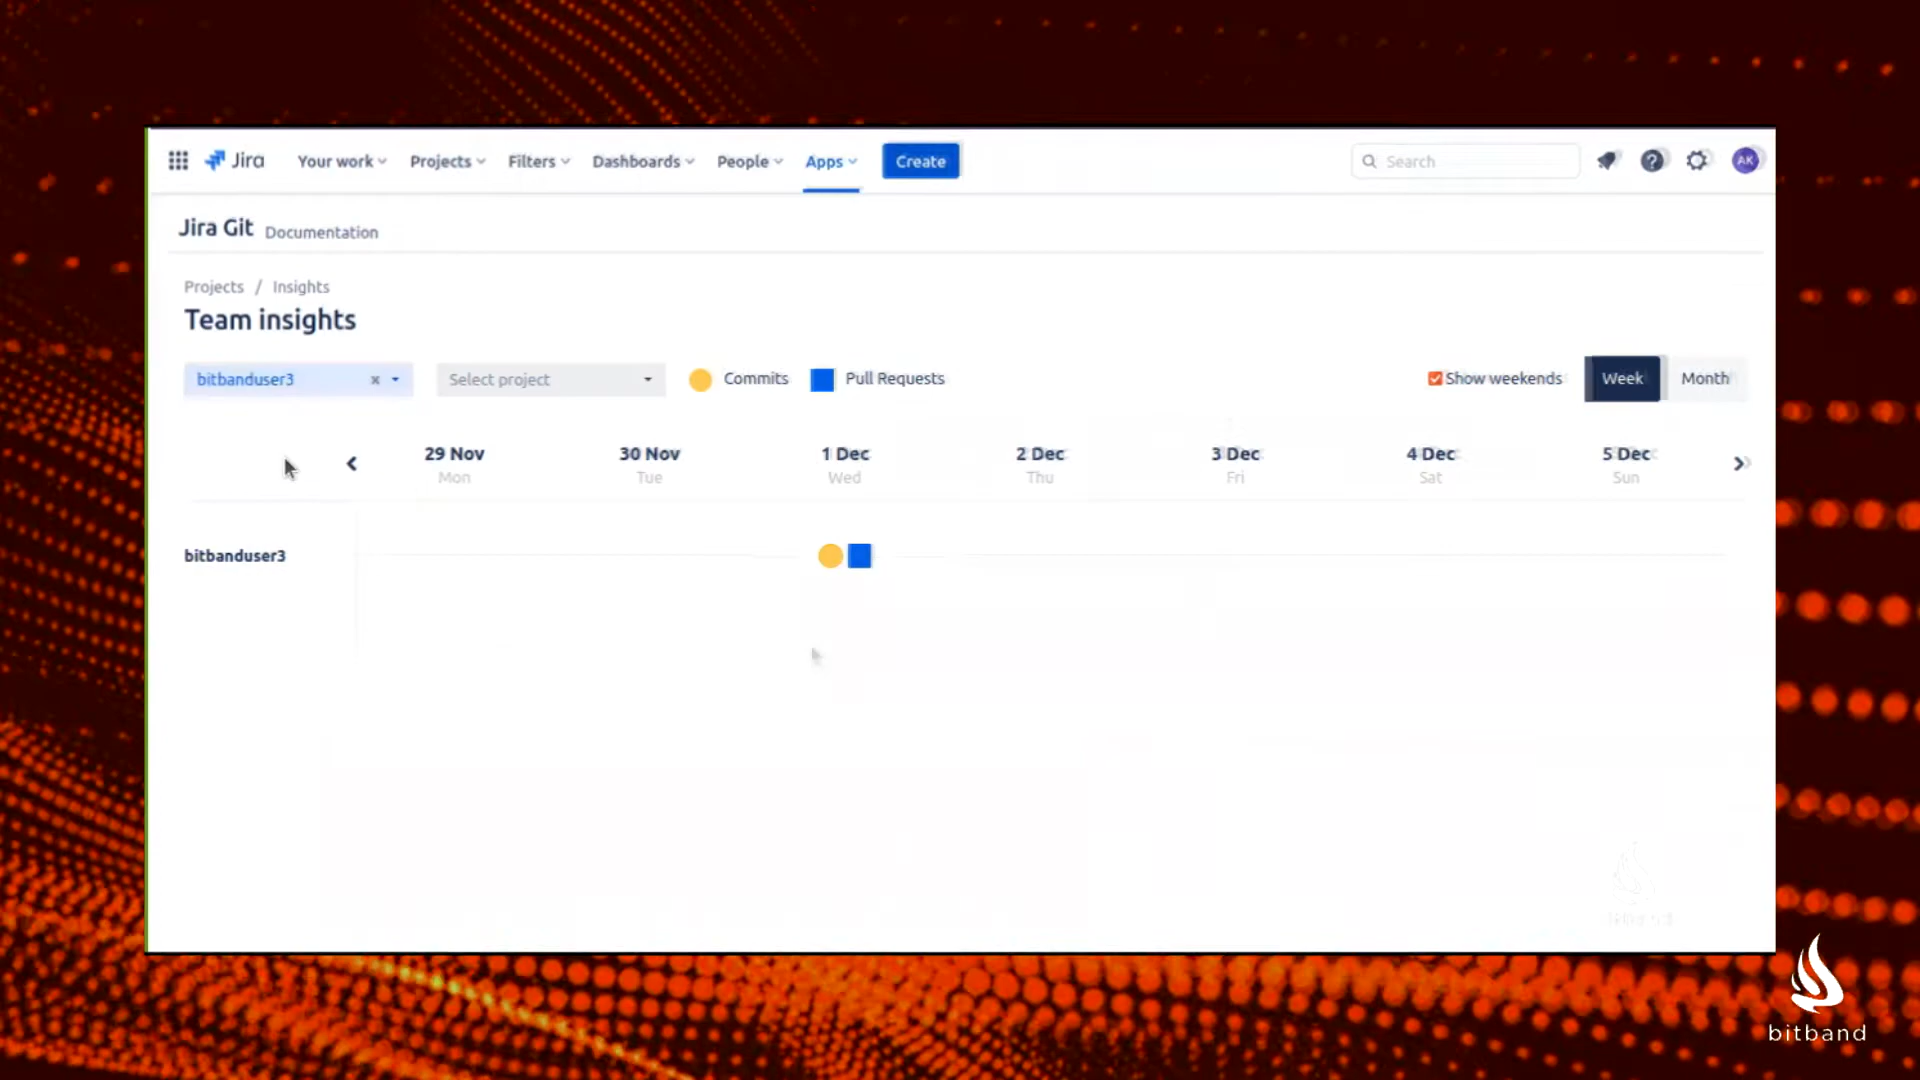 Jira Your work Projects Filters Dashboards People Apps Create Search AK
Jira Git Documentation
Projects / Insights
Team insights
bitbanduser3 Select project Commits Pull Requests Show weekends Week Month
29 Nov 30 Nov 1 Dec 2 Dec 3 Dec 4 Dec 5 Dec
Mon Tue Wed Thu Fri Sat Sun
bitbanduser3
bitband